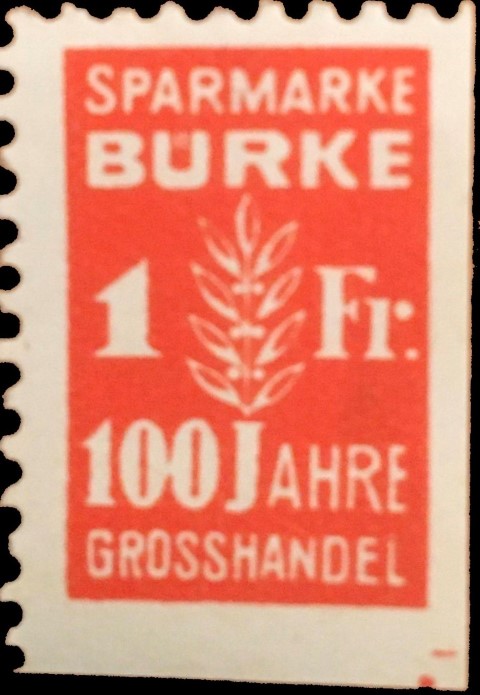 SPARMARKE
BÜRKE
1 Fr.
100 JAHRE
GROSSHANDEL